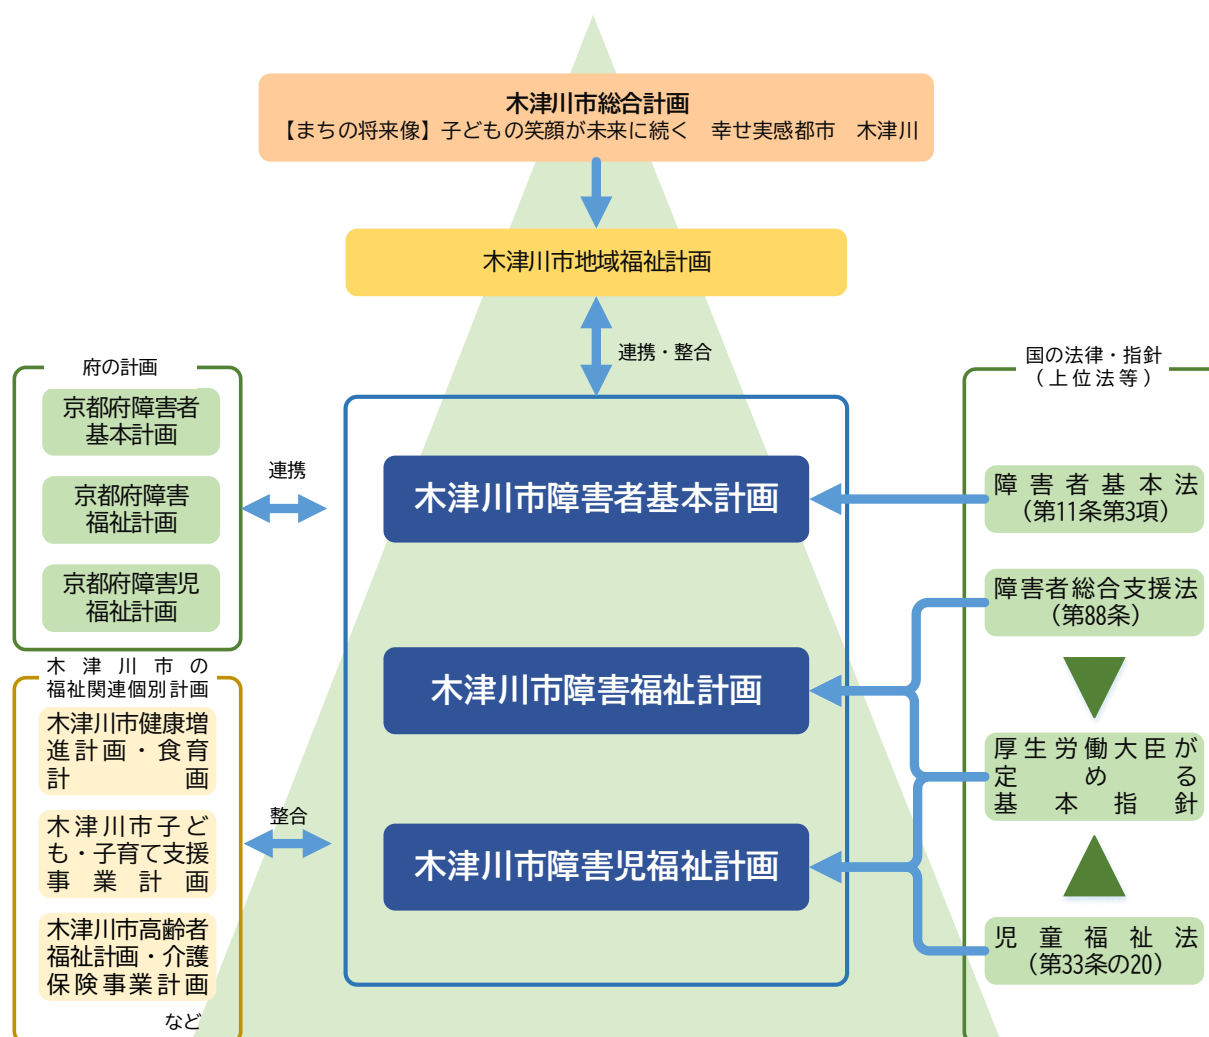 木津川市総合計画
【まちの将来像】子どもの笑顔が未来に続く　幸せ実感都市　木津川
木津川市地域福祉計画
連携・整合
府の計画
京都府障害者
基本計画
京都府障害
福祉計画
京都府障害児
福祉計画
連携
木津川市の
福祉関連個別計画
木津川市健康増
進計画・食育
計画
木津川市子ど
も・子育て支援
事業計画
木津川市高齢者
福祉計画・介護
保険事業計画
など
整合
木津川市障害者基本計画
木津川市障害福祉計画
木津川市障害児福祉計画
国の法律・指針
（上位法等）
障害者基本法
（第11条第3項）
障害者総合支援法
（第88条）
厚生労働大臣が
定める
基本指針
児童福祉法
（第33条の20）